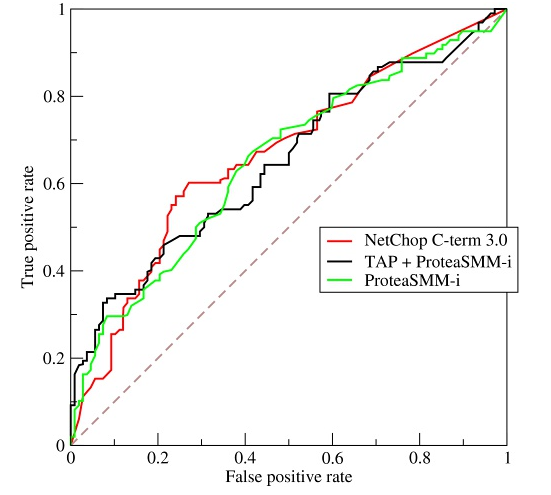 1
0.8
0.6
0.4
0.2
0
True positive rate
NetChop C-term 3.0
TAP + ProteaSMM-i
ProteaSMM-i
0 0.2 0.4 0.6 0.8 1
False positive rate